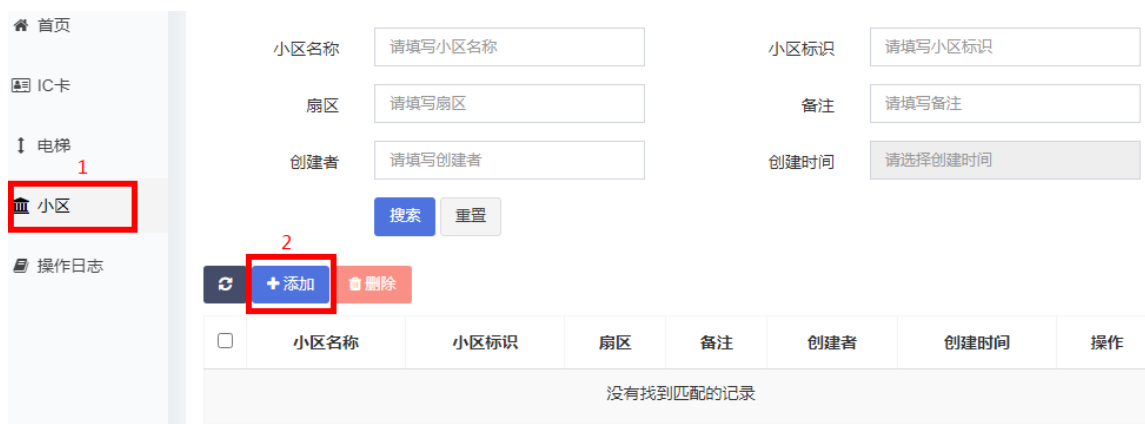 首页
IC卡
电梯
1
小区
操作日志
小区名称 请填写小区名称 小区标识 请填写小区标识
扇区 请填写扇区 备注 请填写备注
创建者 请填写创建者 创建时间 请选择创建时间
搜索 重置
2
添加 删除
小区名称 小区标识 扇区 备注 创建者 创建时间 操作
没有找到匹配的记录